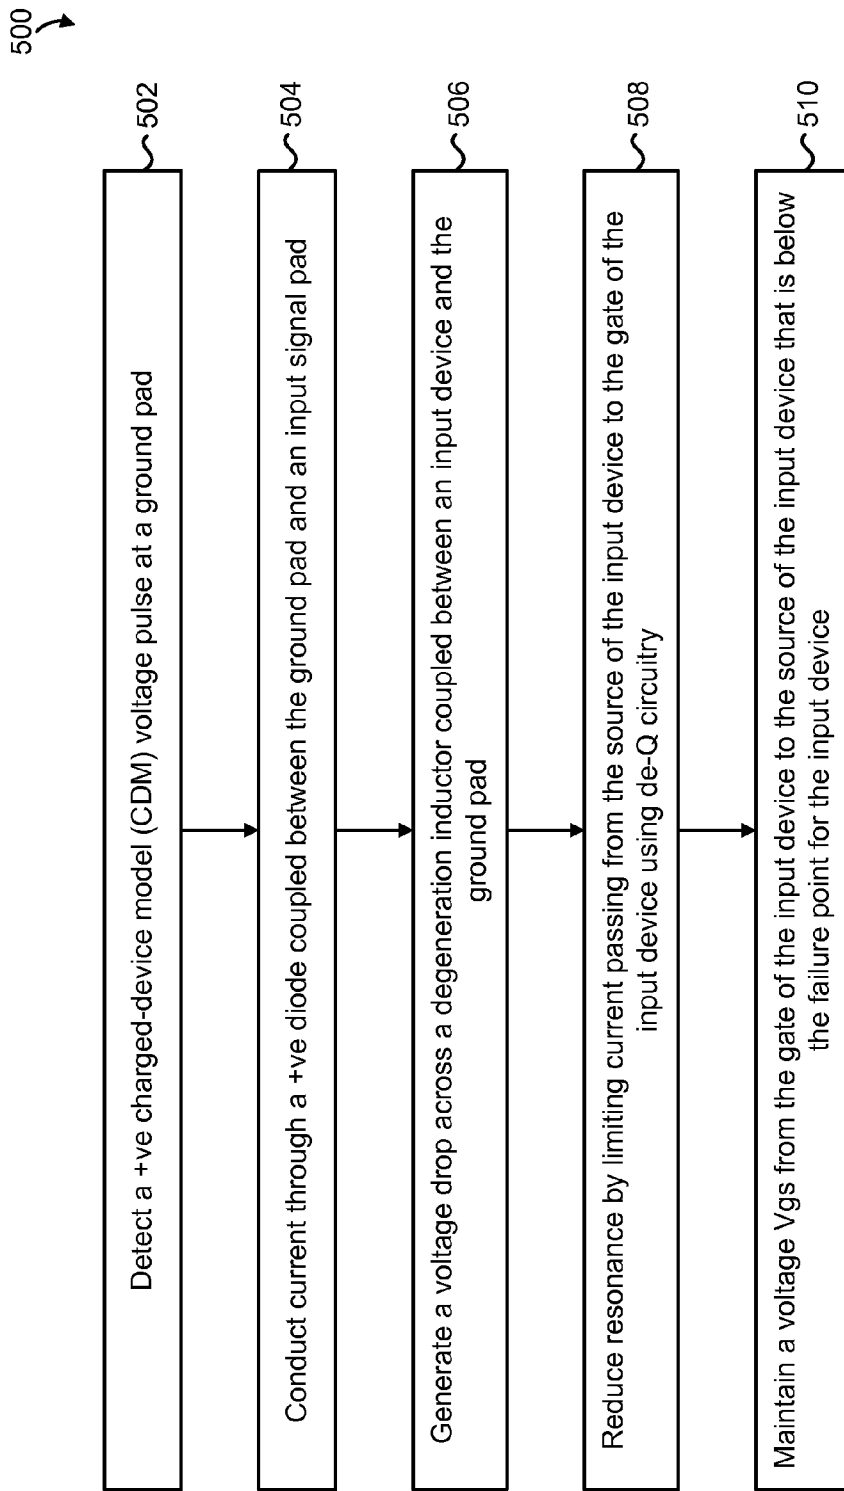 500
Detect a +ve charged-device model (CDM) voltage pulse at a ground pad
502
Conduct current through a +ve diode coupled between the ground pad and an input signal pad
504
Generate a voltage drop across a degeneration inductor coupled between an input device and the
ground pad
506
Reduce resonance by limiting current passing from the source of the input device to the gate of the
input device using de-Q circuitry
508
Maintain a voltage Vgs from the gate of the input device to the source of the input device that is below
the failure point for the input device
510